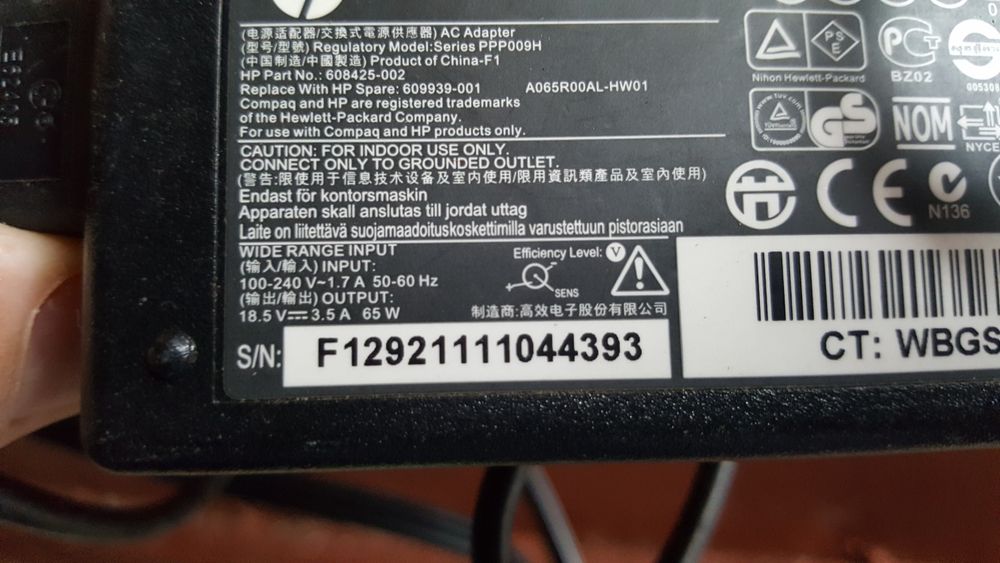 hp
(电源适配器/交換式電源供應器) AC Adapter
(型号/型號) Regulatory Model:Series PPP009H
(中国制造/中國製造) Product of China-F1
HP Part No.: 608425-002
Replace With HP Spare: 609939-001 A065R00AL-HW01
Compaq and HP are registered trademarks
of the Hewlett-Packard Company.
For use with Compaq and HP products only.
CAUTION: FOR INDOOR USE ONLY.
CONNECT ONLY TO GROUNDED OUTLET.
(警告:限使用于信息技术设备及室内使用/限用資訊類產品及室內使用)
Endast för kontorsmaskin
Apparaten skall anslutas till jordat uttag
Laite on liitettävä suojamaadoituskoskettimilla varustettuun pistorasiaan
WIDE RANGE INPUT
(输入/輸入) INPUT:
100-240 V~1.7 A 50-60 Hz
(输出/輸出) OUTPUT:
18.5 V⎓3.5 A 65 W
Efficiency Level: V
SENS
制造商:高效电子股份有限公司
S/N: F12921111044393
PSE
Nihon Hewlett-Packard
PCT
BZ02
005308
GS
NOM
NYCE
CE
N136
CT: WBGS